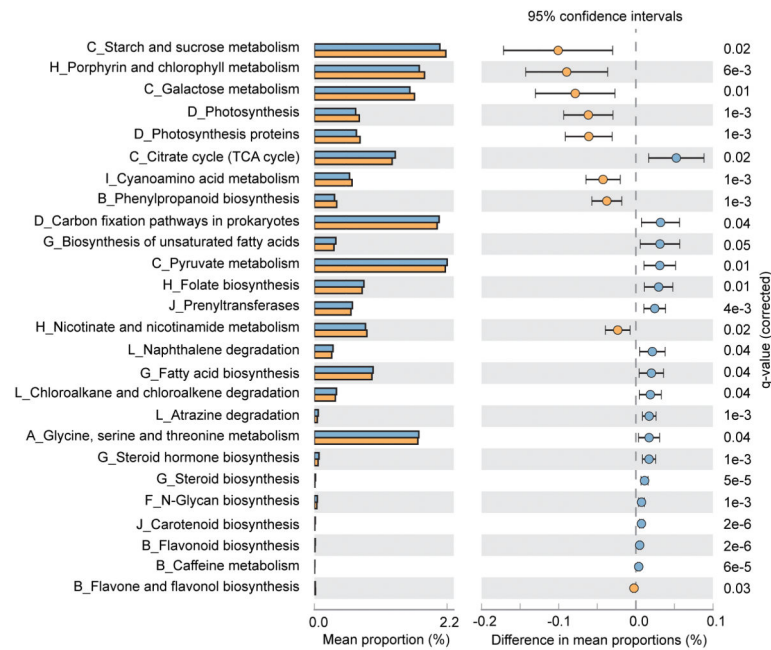 95% confidence intervals
C_Starch and sucrose metabolism 0.02
H_Porphyrin and chlorophyll metabolism 6e-3
C_Galactose metabolism 0.01
D_Photosynthesis 1e-3
D_Photosynthesis proteins 1e-3
C_Citrate cycle (TCA cycle) 0.02
I_Cyanoamino acid metabolism 1e-3
B_Phenylpropanoid biosynthesis 1e-3
D_Carbon fixation pathways in prokaryotes 0.04
G_Biosynthesis of unsaturated fatty acids 0.05
C_Pyruvate metabolism 0.01
H_Folate biosynthesis 0.01
J_Prenyltransferases 4e-3
H_Nicotinate and nicotinamide metabolism 0.02
L_Naphthalene degradation 0.04
G_Fatty acid biosynthesis 0.04
L_Chloroalkane and chloroalkene degradation 0.04
L_Atrazine degradation 1e-3
A_Glycine, serine and threonine metabolism 0.04
G_Steroid hormone biosynthesis 1e-3
G_Steroid biosynthesis 5e-5
F_N-Glycan biosynthesis 1e-3
J_Carotenoid biosynthesis 2e-6
B_Flavonoid biosynthesis 2e-6
B_Caffeine metabolism 6e-5
B_Flavone and flavonol biosynthesis 0.03
q-value (corrected)
0.0 2.2 -0.2 -0.1 0.0 0.1
Mean proportion (%) Difference in mean proportions (%)